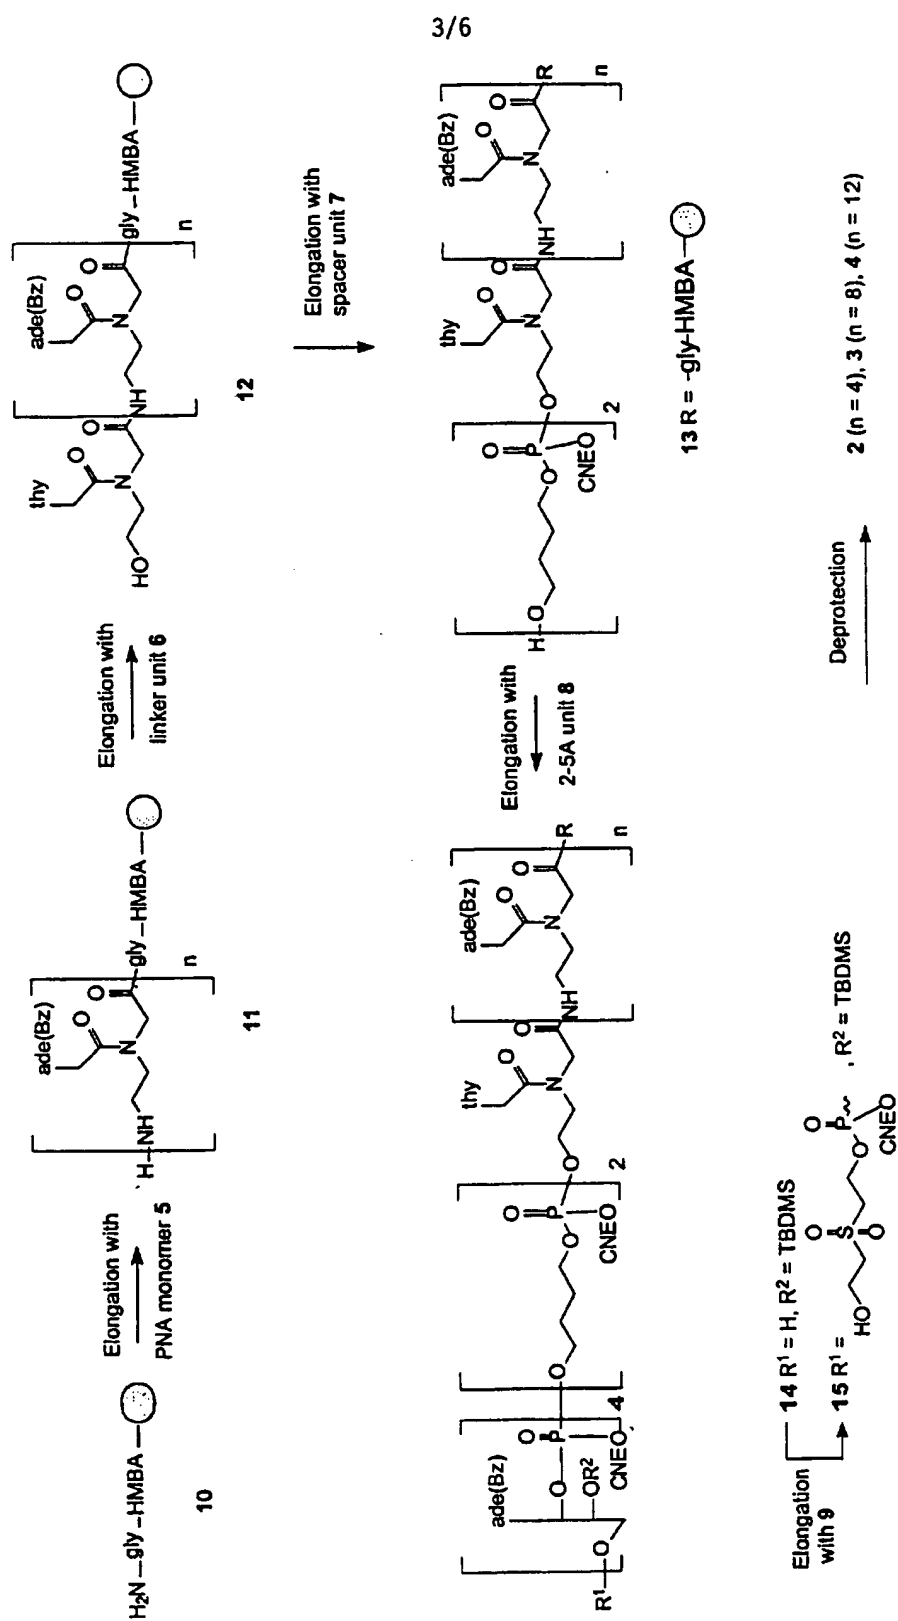 3/6
H₂N–gly–HMBA
10
Elongation with
PNA monomer 5
H–NH
ade(Bz)
O
O
N
gly–HMBA
n
11
Elongation with
linker unit 6
HO
thy
O
O
N
NH
ade(Bz)
O
O
N
gly–HMBA
n
12
Elongation with
spacer unit 7
H–O
O
O
P
O
CNEO
2
thy
O
O
N
NH
ade(Bz)
O
O
N
R
n
13 R = -gly-HMBA
Elongation with
2-5A unit 8
R¹
O
ade(Bz)
O
OR²
O
P
CNEO
4
O
O
O
P
O
CNEO
2
thy
O
O
N
NH
ade(Bz)
O
O
N
R
n
Elongation
with 9
14 R¹ = H, R² = TBDMS
15 R¹ =
HO
O
S
O
O
O
P
CNEO
, R² = TBDMS
Deprotection
2 (n = 4), 3 (n = 8), 4 (n = 12)